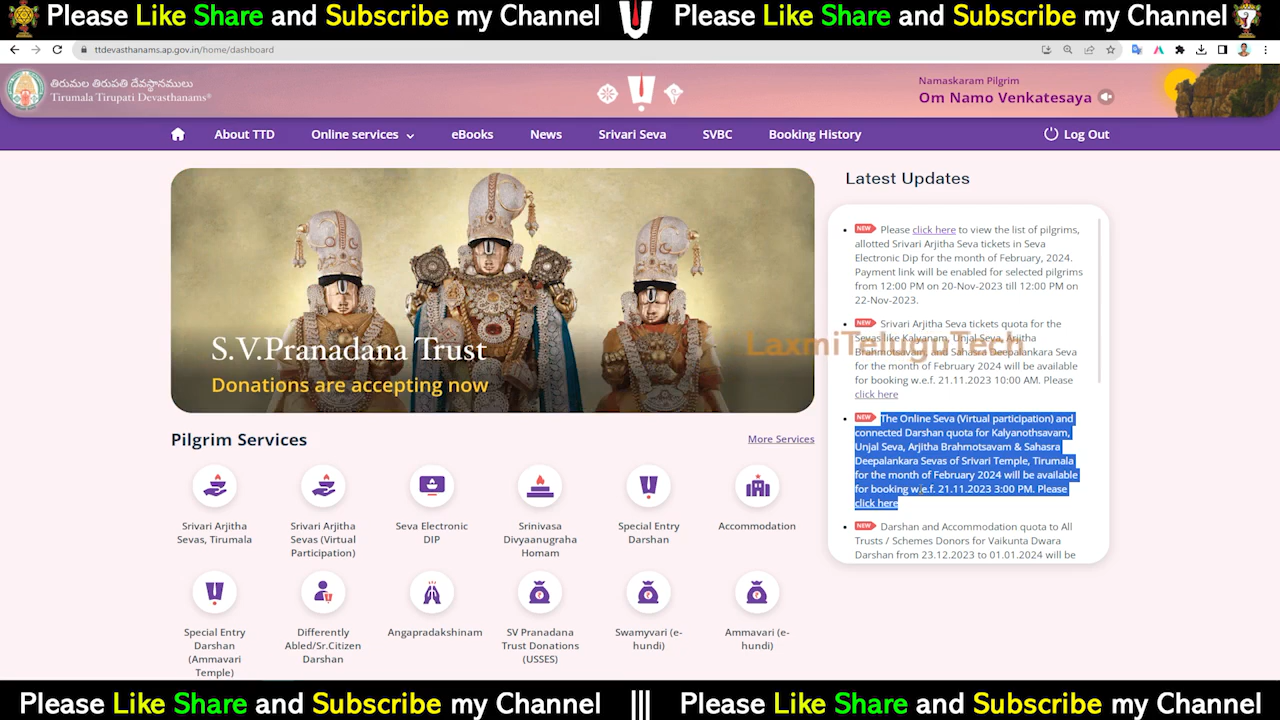 Please Like Share and Subscribe my Channel
Please Like Share and Subscribe my Channel
ttdevasthanams.ap.gov.in/home/dashboard
తిరుమల తిరుపతి దేవస్థానములు
Tirumala Tirupati Devasthanams®
Namaskaram Pilgrim
Om Namo Venkatesaya
About TTD
Online services
eBooks
News
Srivari Seva
SVBC
Booking History
Log Out
S.V.Pranadana Trust
Donations are accepting now
Latest Updates
NEW Please click here to view the list of pilgrims,
allotted Srivari Arjitha Seva tickets in Seva
Electronic Dip for the month of February, 2024.
Payment link will be enabled for selected pilgrims
from 12:00 PM on 20-Nov-2023 till 12:00 PM on
22-Nov-2023.
NEW Srivari Arjitha Seva tickets quota for the
Sevas like Kalyanam, Unjal Seva, Arjitha
Brahmotsavam, and Sahasra Deepalankara Seva
for the month of February 2024 will be available
for booking w.e.f. 21.11.2023 10:00 AM. Please
click here
LaxmiTeluguTech
NEW The Online Seva (Virtual participation) and
connected Darshan quota for Kalyanothsavam,
Unjal Seva, Arjitha Brahmotsavam & Sahasra
Deepalankara Sevas of Srivari Temple, Tirumala
for the month of February 2024 will be available
for booking w.e.f. 21.11.2023 3:00 PM. Please
click here
NEW Darshan and Accommodation quota to All
Trusts / Schemes Donors for Vaikunta Dwara
Darshan from 23.12.2023 to 01.01.2024 will be
Pilgrim Services
More Services
Srivari Arjitha
Sevas, Tirumala
Srivari Arjitha
Sevas (Virtual
Participation)
Seva Electronic
DIP
Srinivasa
Divyaanugraha
Homam
Special Entry
Darshan
Accommodation
Special Entry
Darshan
(Ammavari
Temple)
Differently
Abled/Sr.Citizen
Darshan
Angapradakshinam
SV Pranadana
Trust Donations
(USSES)
Swamyvari (e-
hundi)
Ammavari (e-
hundi)
Please Like Share and Subscribe my Channel
|||
Please Like Share and Subscribe my Channel